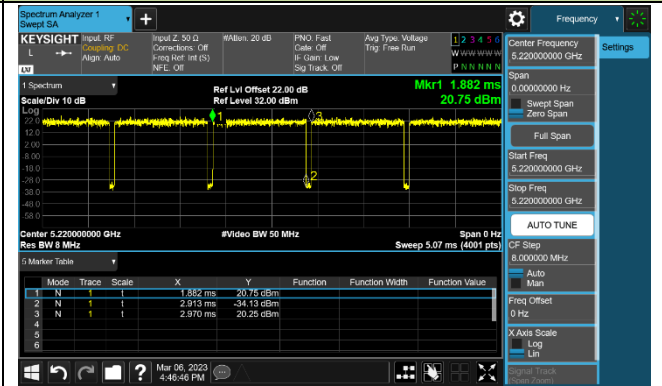 Spectrum Analyzer 1
Swept SA
Frequency
KEYSIGHT
L
LXI
Input: RF
Coupling: DC
Align: Auto
Input Z: 50 Ω
Corrections: Off
Freq Ref: Int (S)
NFE: Off
#Atten: 20 dB
PNO: Fast
Gate: Off
IF Gain: Low
Sig Track: Off
Avg Type: Voltage
Trig: Free Run
1 2 3 4 5 6
W W W W W W
P N N N N N
1 Spectrum
Scale/Div 10 dB
Ref Lvl Offset 22.00 dB
Ref Level 32.00 dBm
Mkr1 1.882 ms
20.75 dBm
Log
22.0
12.0
2.00
-8.00
-18.0
-28.0
-38.0
-48.0
-58.0
1
3
2
Center 5.220000000 GHz
Res BW 8 MHz
#Video BW 50 MHz
Span 0 Hz
Sweep 5.07 ms (4001 pts)
5 Marker Table
Mode Trace Scale X Y Function Function Width Function Value
1 N 1 t 1.882 ms 20.75 dBm
2 N 1 t 2.913 ms -34.13 dBm
3 N 1 t 2.970 ms 20.25 dBm
4
5
6
Center Frequency
5.220000000 GHz
Settings
Span
0.00000000 Hz
Swept Span
Zero Span
Full Span
Start Freq
5.220000000 GHz
Stop Freq
5.220000000 GHz
AUTO TUNE
CF Step
8.000000 MHz
Auto
Man
Freq Offset
0 Hz
X Axis Scale
Log
Lin
Signal Track
(Span Zoom)
Mar 06, 2023
4:46:46 PM